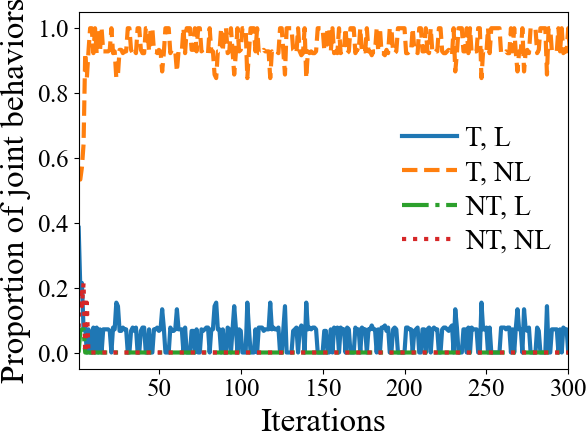 Proportion of joint behaviors
1.0
0.8
0.6
0.4
0.2
0.0
T, L
T, NL
NT, L
NT, NL
50
100
150
200
250
300
Iterations